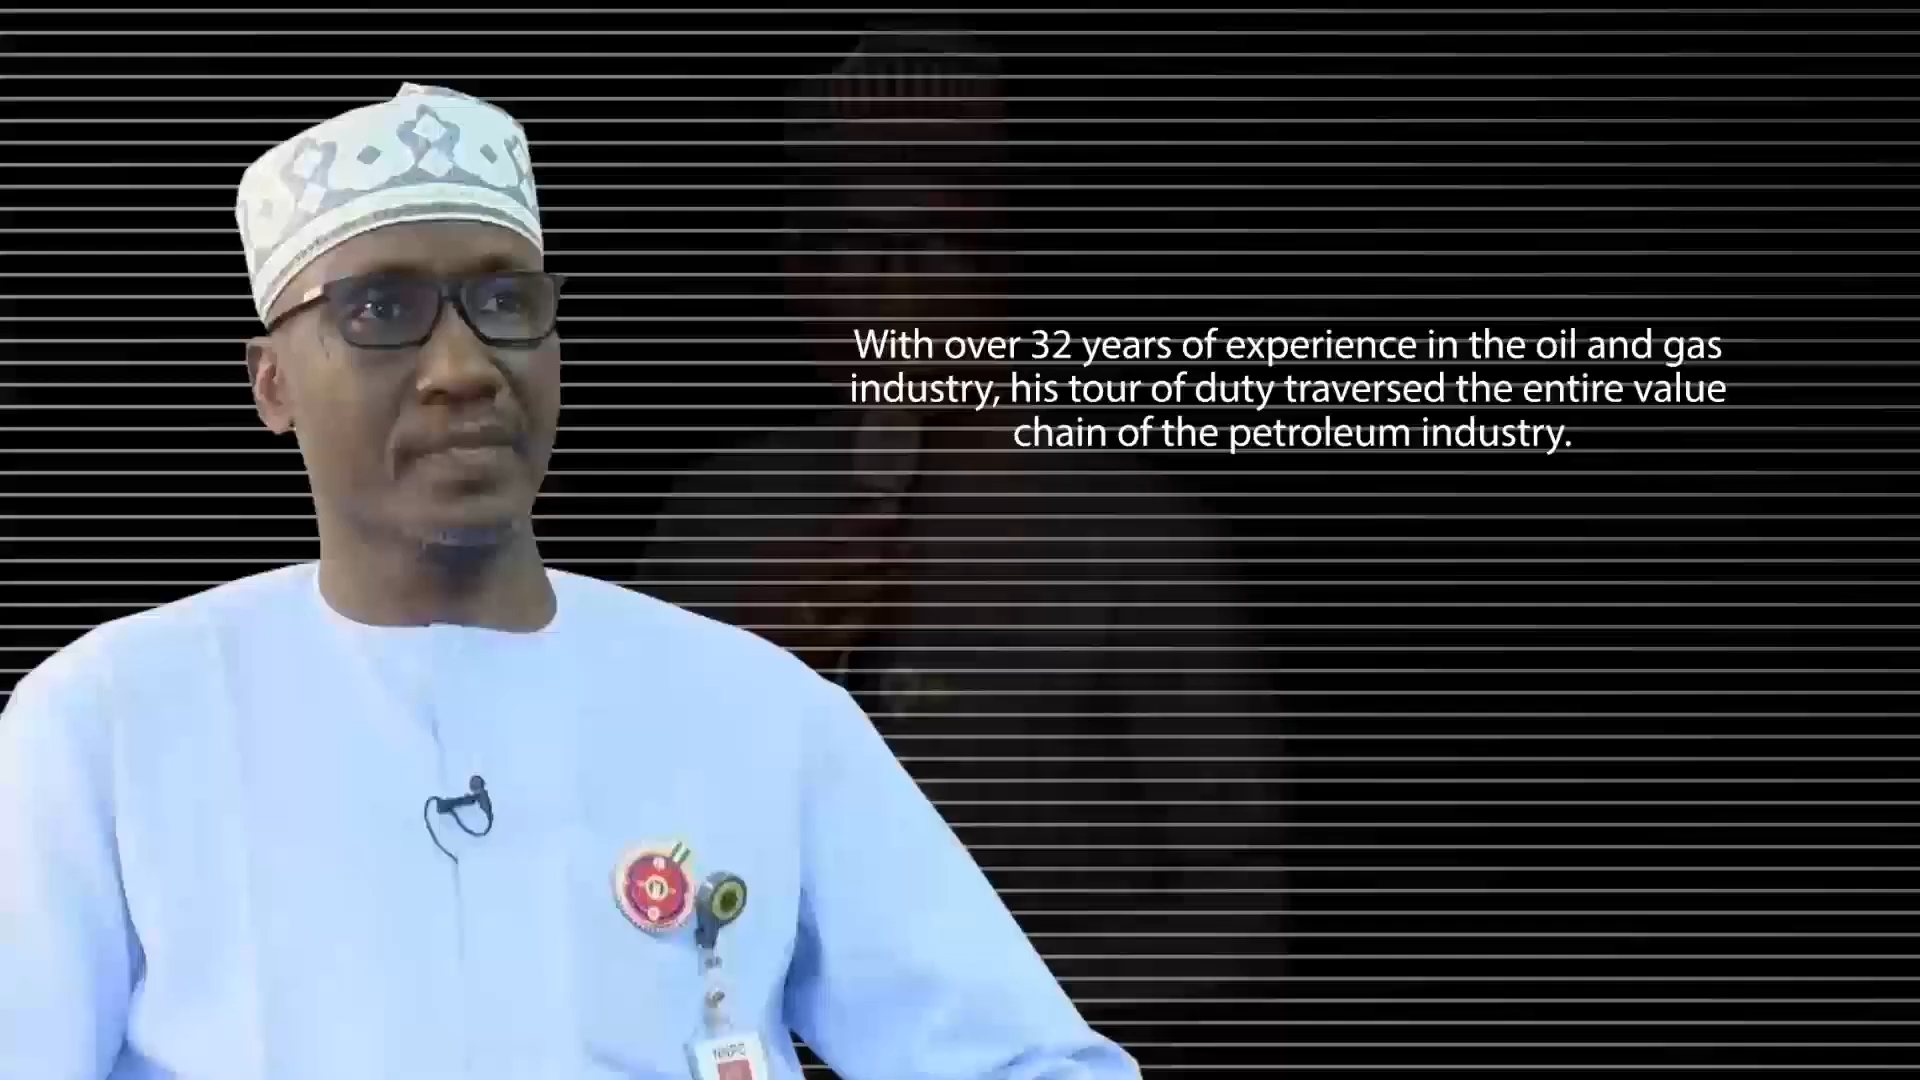 With over 32 years of experience in the oil and gas
industry, his tour of duty traversed the entire value
chain of the petroleum industry.
NNPC